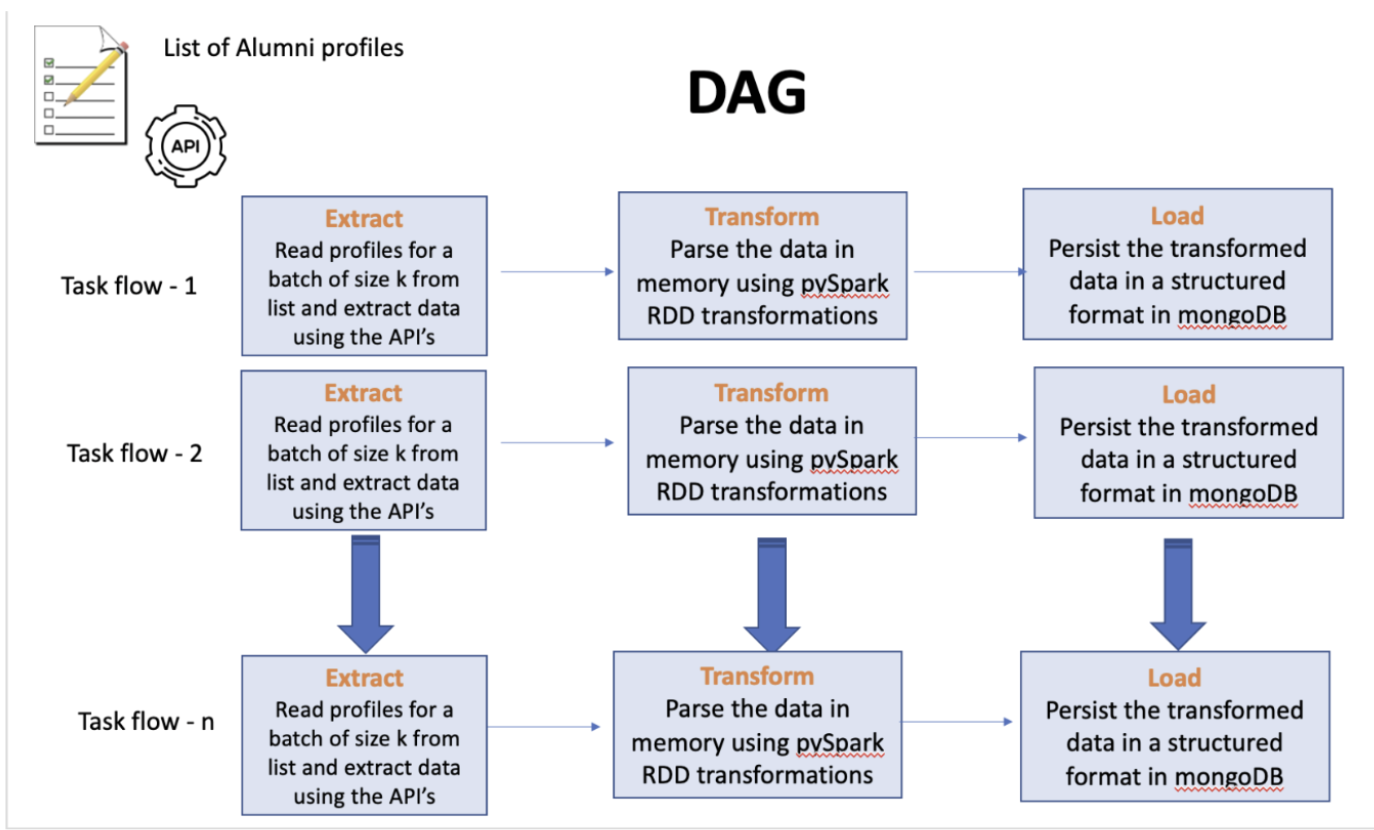 List of Alumni profiles
DAG
API
Task flow - 1
Extract
Read profiles for a
batch of size k from
list and extract data
using the API’s
Transform
Parse the data in
memory using pySpark
RDD transformations
Load
Persist the transformed
data in a structured
format in mongoDB
Task flow - 2
Extract
Read profiles for a
batch of size k from
list and extract data
using the API’s
Transform
Parse the data in
memory using pySpark
RDD transformations
Load
Persist the transformed
data in a structured
format in mongoDB
Task flow - n
Extract
Read profiles for a
batch of size k from
list and extract data
using the API’s
Transform
Parse the data in
memory using pySpark
RDD transformations
Load
Persist the transformed
data in a structured
format in mongoDB